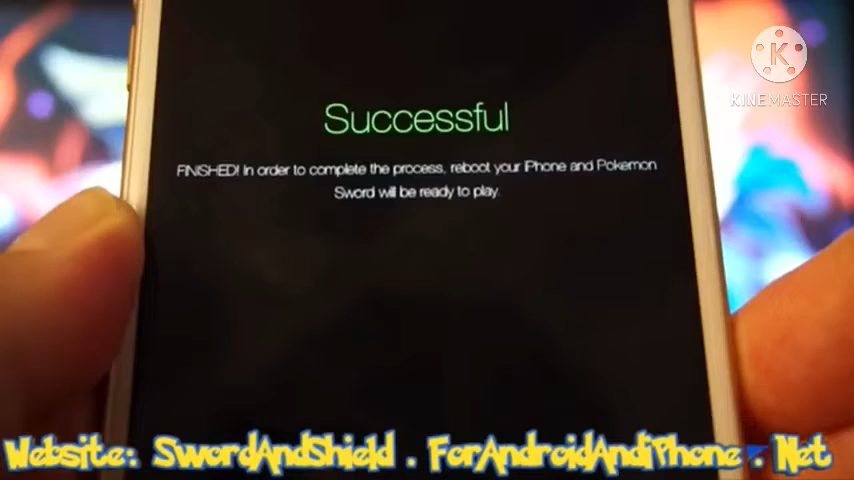 KINEMASTER
Successful
FINISHED! In order to complete the process, reboot your iPhone and Pokemon
Sword will be ready to play.
Website: SwordAndShield . ForAndroidAndiPhone . Net